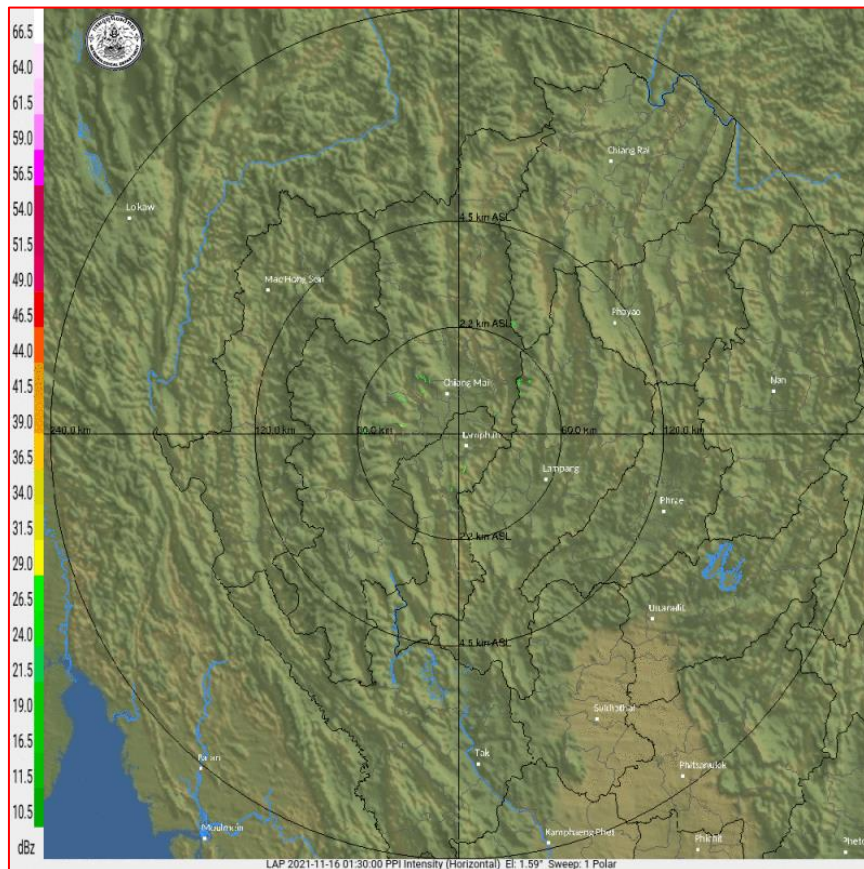 66.5
64.0
61.5
59.0
56.5
54.0
51.5
49.0
46.5
44.0
41.5
39.0
36.5
34.0
31.5
29.0
26.5
24.0
21.5
19.0
16.5
11.5
10.5
dBz
Chiang Rai
Loikaw
4.5 km ASL
Mae Hong Son
Phayao
2.2 km ASL
Chiang Mai
Nan
240.0 km
120.0 km
60.0 km
120.0 km
Lamphun
Lampang
Phrae
2.2 km ASL
Uttaradit
4.5 km ASL
Sukhothai
Tak
Phitsanulok
Moulmein
Kamphaeng Phet
Phichit
LAP 2021-11-16 01:30:00 PPI Intensity (Horizontal) El: 1.59° Sweep: 1 Polar